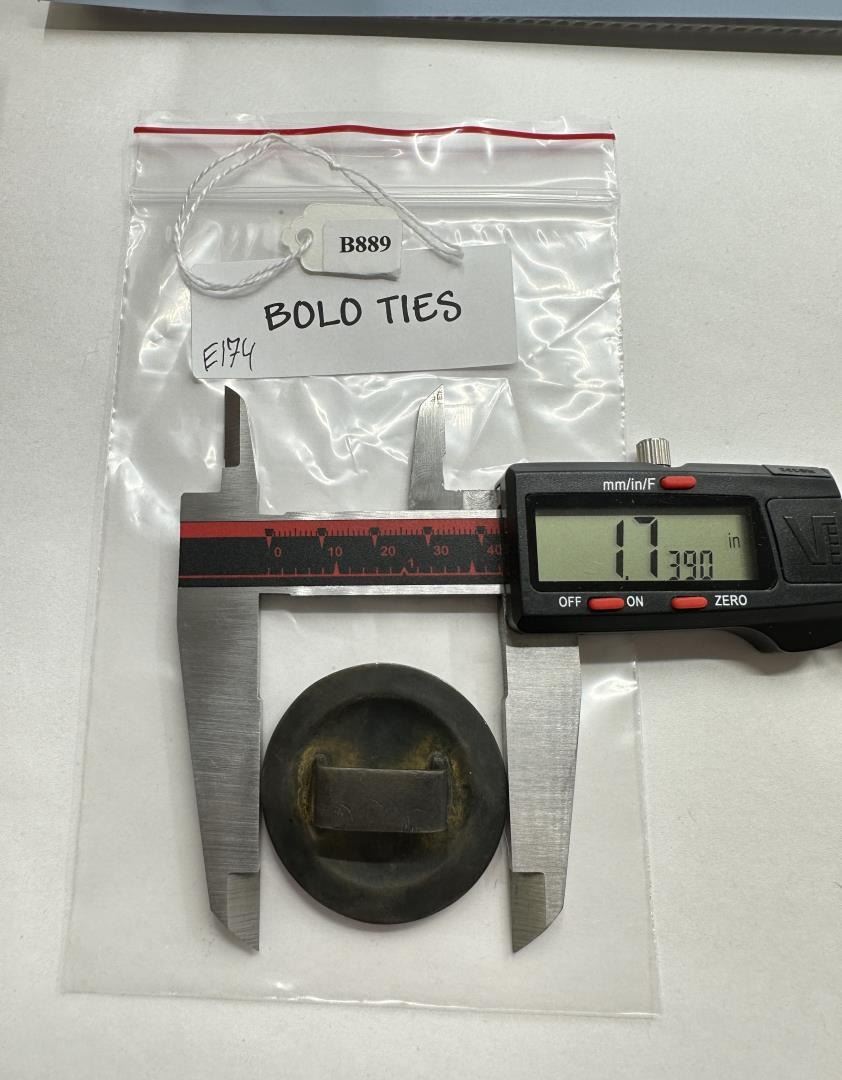 B889
BOLO TIES
E174
mm/in/F
0 10 20 30 40
1
1.7390 in
OFF ON ZERO